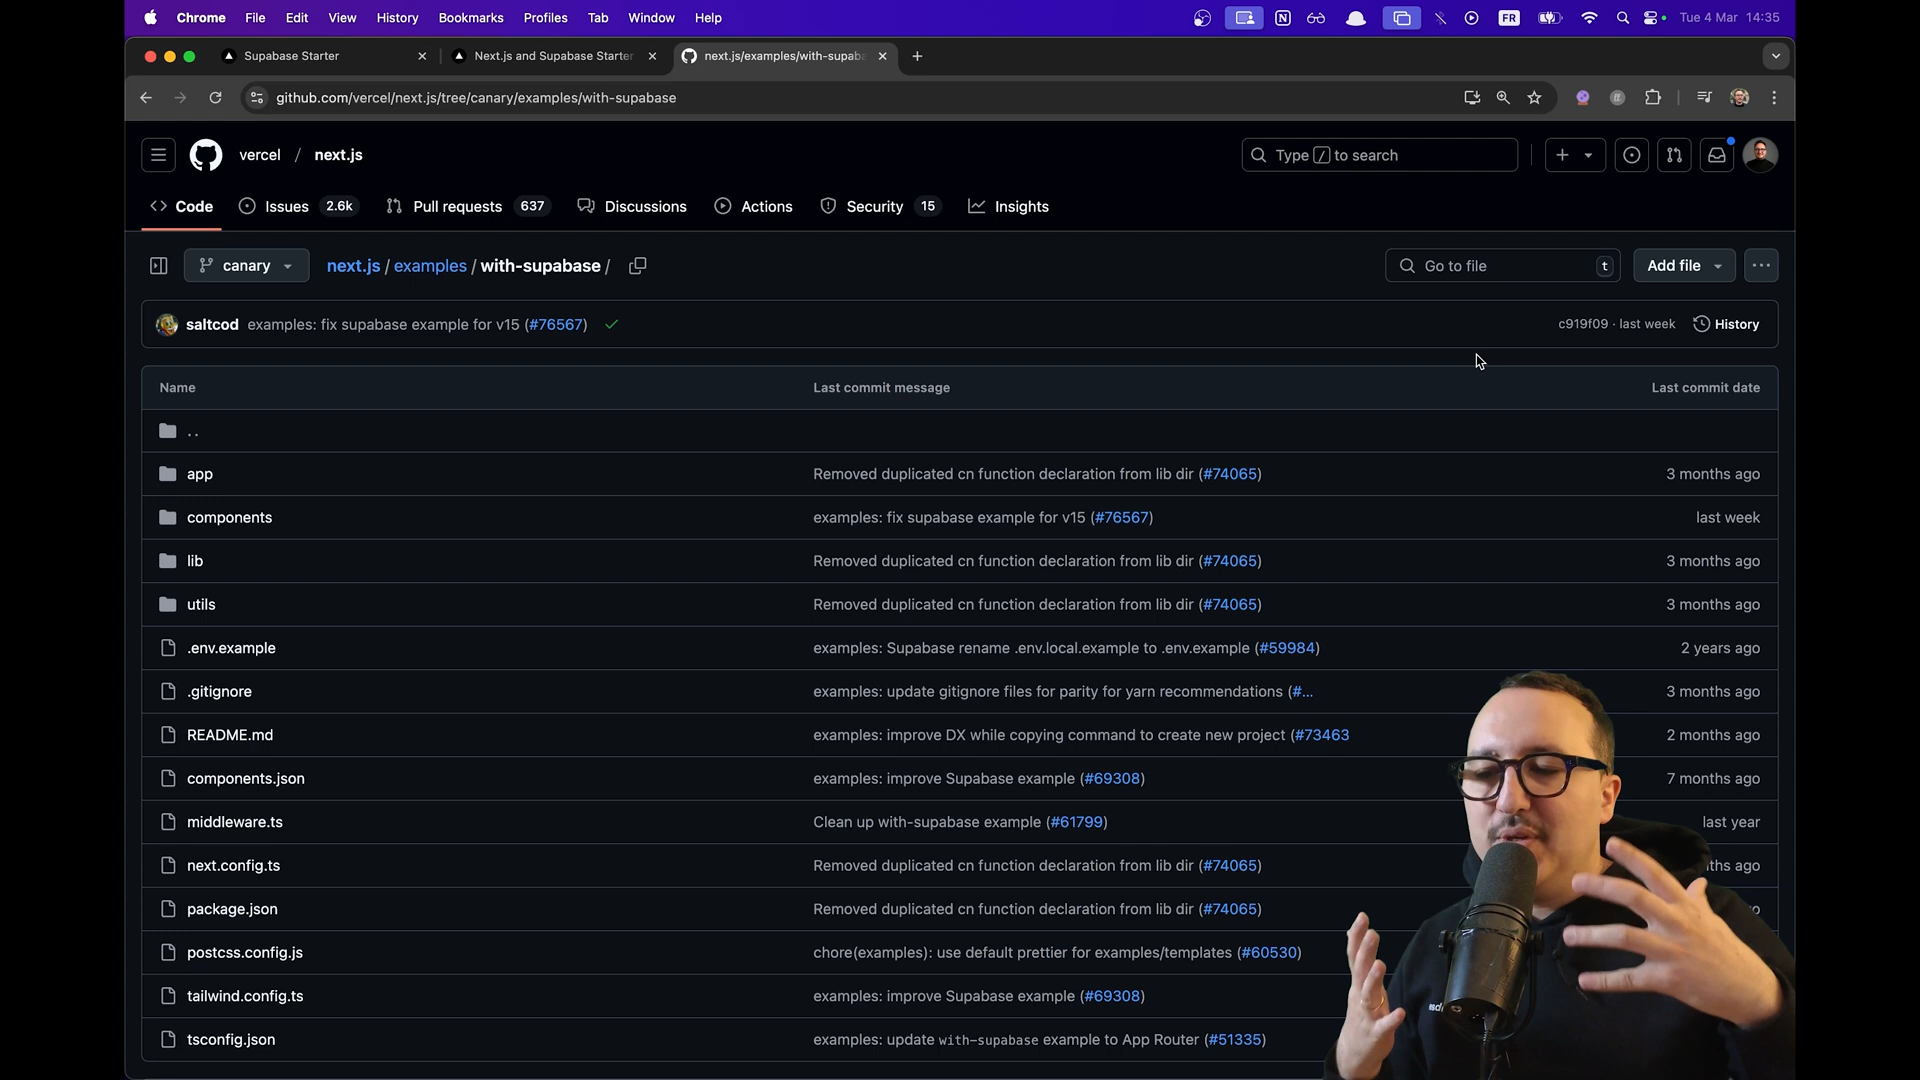 Chrome File Edit View History Bookmarks Profiles Tab Window Help FR Tue 4 Mar 14:35
Supabase Starter Next.js and Supabase Starter next.js/examples/with-supaba
github.com/vercel/next.js/tree/canary/examples/with-supabase
vercel / next.js Type / to search
Code Issues 2.6k Pull requests 637 Discussions Actions Security 15 Insights
canary next.js / examples / with-supabase / Go to file t Add file
saltcod examples: fix supabase example for v15 (#76567) c919f09 · last week History
Name Last commit message Last commit date
..
app Removed duplicated cn function declaration from lib dir (#74065) 3 months ago
components examples: fix supabase example for v15 (#76567) last week
lib Removed duplicated cn function declaration from lib dir (#74065) 3 months ago
utils Removed duplicated cn function declaration from lib dir (#74065) 3 months ago
.env.example examples: Supabase rename .env.local.example to .env.example (#59984) 2 years ago
.gitignore examples: update gitignore files for parity for yarn recommendations (#... 3 months ago
README.md examples: improve DX while copying command to create new project (#73463 2 months ago
components.json examples: improve Supabase example (#69308) 7 months ago
middleware.ts Clean up with-supabase example (#61799) last year
next.config.ts Removed duplicated cn function declaration from lib dir (#74065) ths ago
package.json Removed duplicated cn function declaration from lib dir (#74065)
postcss.config.js chore(examples): use default prettier for examples/templates (#60530)
tailwind.config.ts examples: improve Supabase example (#69308)
tsconfig.json examples: update with-supabase example to App Router (#51335)